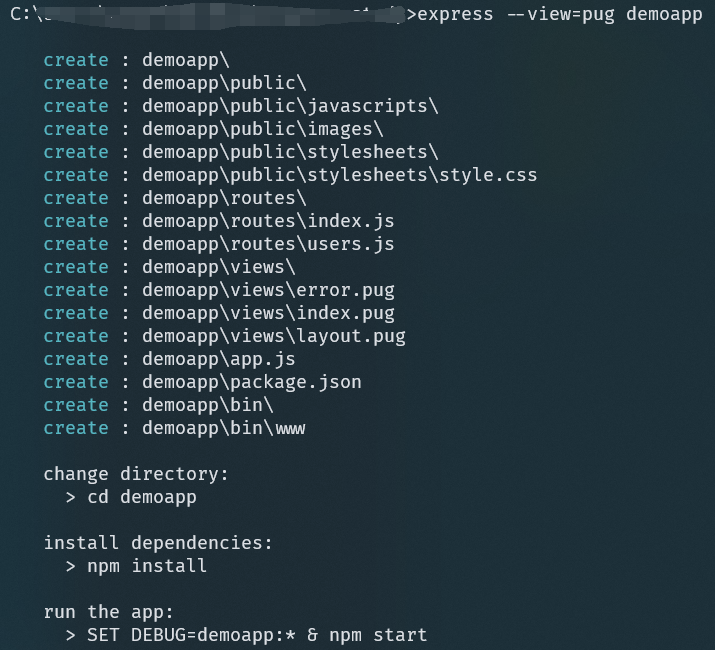 C:\>express --view=pug demoapp
create : demoapp\
create : demoapp\public\
create : demoapp\public\javascripts\
create : demoapp\public\images\
create : demoapp\public\stylesheets\
create : demoapp\public\stylesheets\style.css
create : demoapp\routes\
create : demoapp\routes\index.js
create : demoapp\routes\users.js
create : demoapp\views\
create : demoapp\views\error.pug
create : demoapp\views\index.pug
create : demoapp\views\layout.pug
create : demoapp\app.js
create : demoapp\package.json
create : demoapp\bin\
create : demoapp\bin\www
change directory:
> cd demoapp
install dependencies:
> npm install
run the app:
> SET DEBUG=demoapp:* & npm start